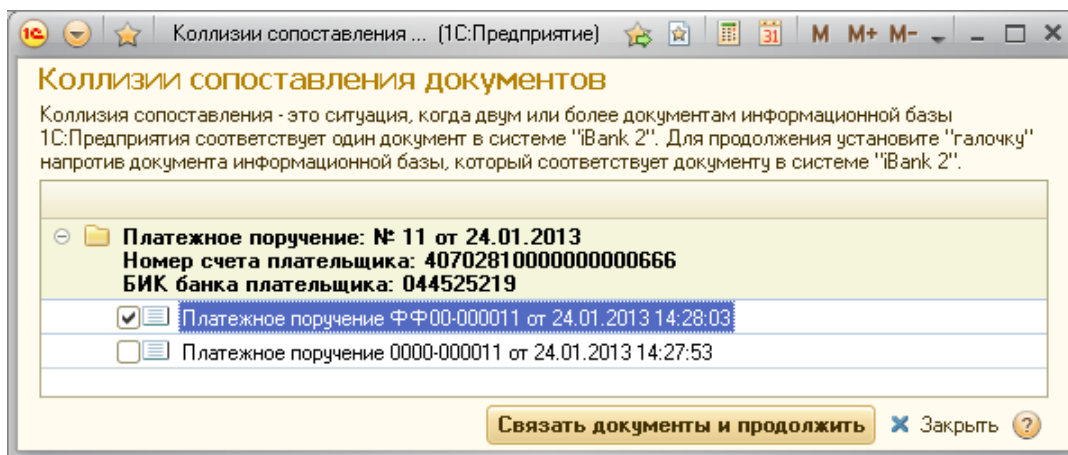 1С Коллизии сопоставления ... (1С:Предприятие) 31 M M+ M-
Коллизии сопоставления документов
Коллизия сопоставления - это ситуация, когда двум или более документам информационной базы
1С:Предприятия соответствует один документ в системе "iBank 2". Для продолжения установите "галочку"
напротив документа информационной базы, который соответствует документу в системе "iBank 2".
Платежное поручение: № 11 от 24.01.2013
Номер счета плательщика: 40702810000000000666
БИК банка плательщика: 044525219
Платежное поручение ФФ00-000011 от 24.01.2013 14:28:03
Платежное поручение 0000-000011 от 24.01.2013 14:27:53
Связать документы и продолжить Закрыть ?